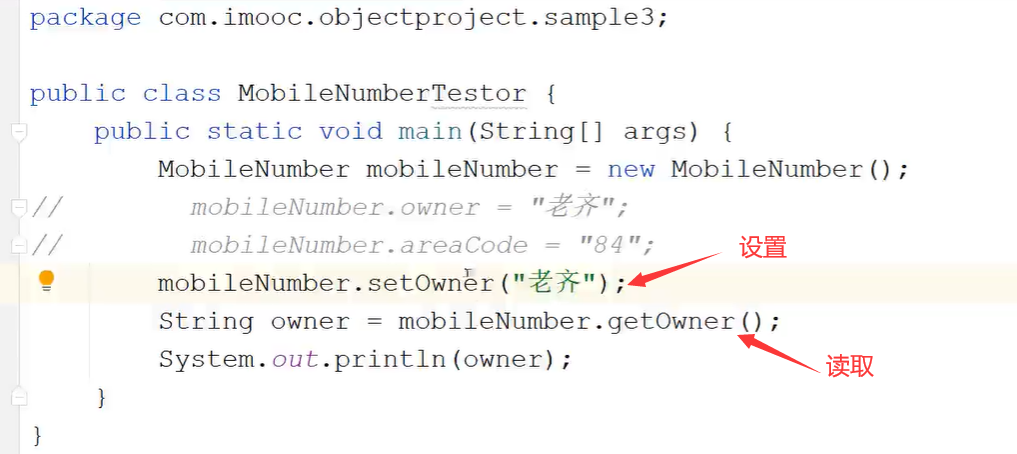 package com.imooc.objectproject.sample3;
public class MobileNumberTestor {
public static void main(String[] args) {
MobileNumber mobileNumber = new MobileNumber();
// mobileNumber.owner = "老齐";
// mobileNumber.areaCode = "84";
设置
mobileNumber.setOwner("老齐");
String owner = mobileNumber.getOwner();
System.out.println(owner);
读取
}
}